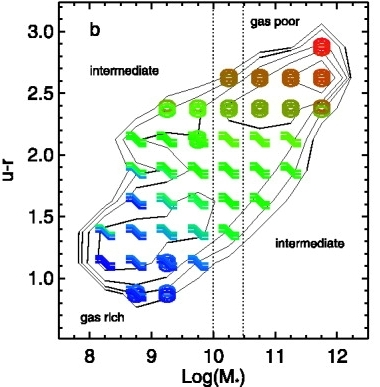 gas poor
b
intermediate
3.0
2.5
2.0
1.5
1.0
u-r
intermediate
gas rich
8 9 10 11 12
Log(M*)